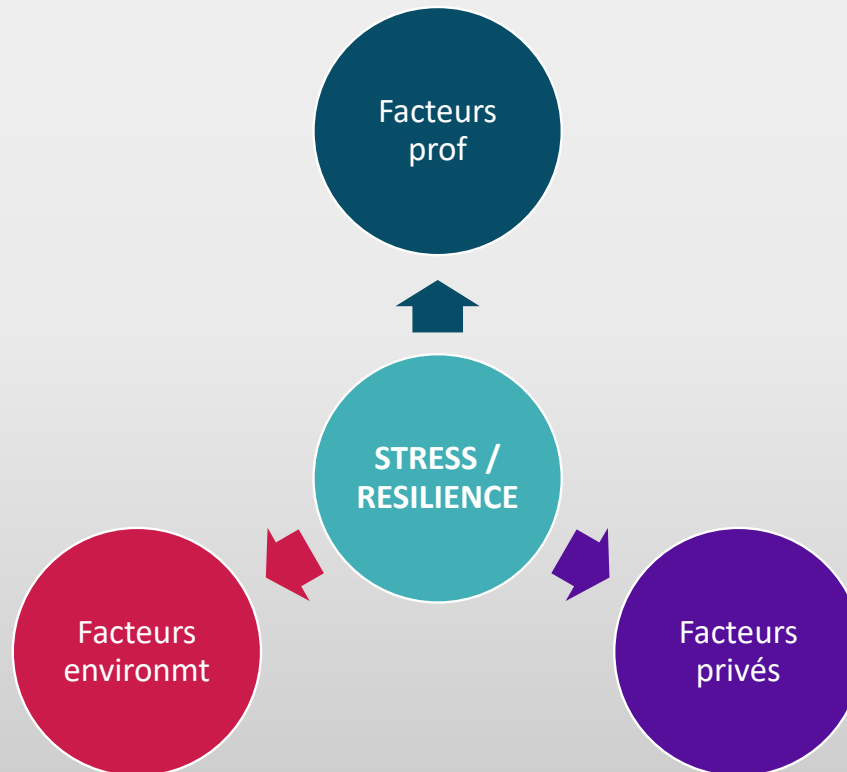 Facteurs
prof
STRESS /
RESILIENCE
Facteurs
environmt
Facteurs
privés